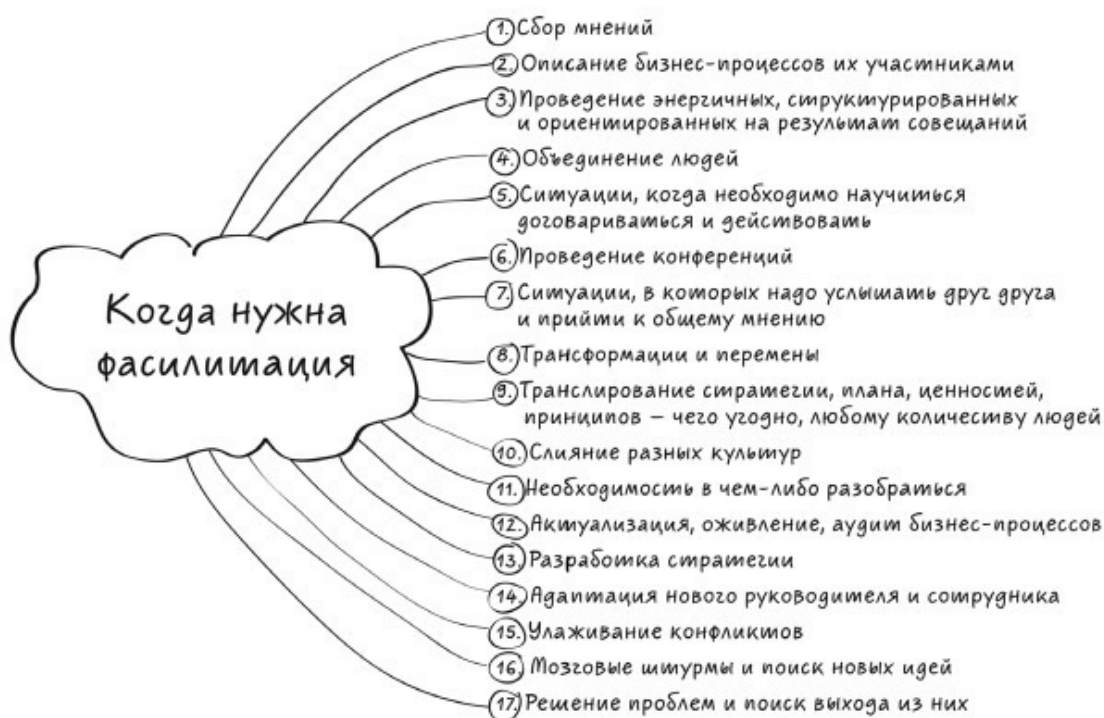 Когда нужна
фасилитация
1. Сбор мнений
2. Описание бизнес-процессов их участниками
3. Проведение энергичных, структурированных
и ориентированных на результат совещаний
4. Объединение людей
5. Ситуации, когда необходимо научиться
договариваться и действовать
6. Проведение конференций
7. Ситуации, в которых надо услышать друг друга
и прийти к общему мнению
8. Трансформации и перемены
9. Транслирование стратегии, плана, ценностей,
принципов – чего угодно, любому количеству людей
10. Слияние разных культур
11. Необходимость в чем-либо разобраться
12. Актуализация, оживление, аудит бизнес-процессов
13. Разработка стратегии
14. Адаптация нового руководителя и сотрудника
15. Улаживание конфликтов
16. Мозговые штурмы и поиск новых идей
17. Решение проблем и поиск выхода из них